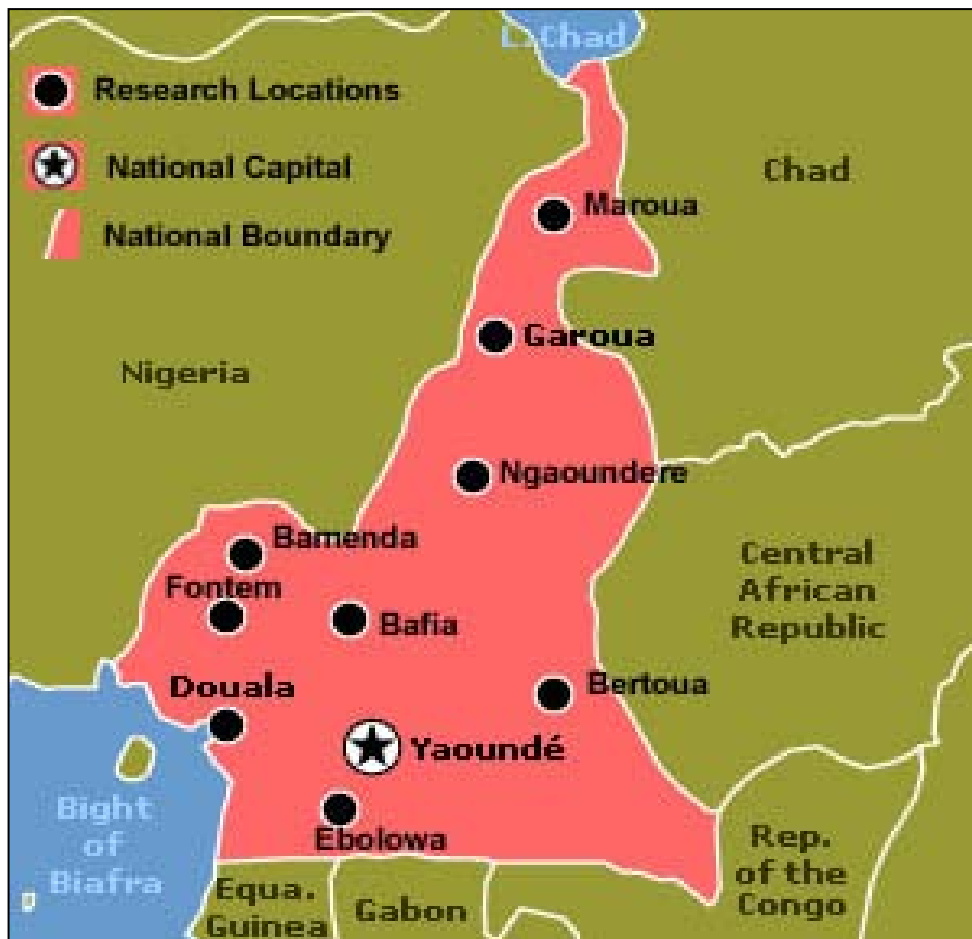 L. Chad
Research Locations
National Capital
National Boundary
Chad
Maroua
Garoua
Nigeria
Ngaoundere
Bamenda
Central
African
Republic
Fontem
Bafia
Douala
Bertoua
Yaoundé
Bight
of
Biafra
Ebolowa
Rep.
of the
Congo
Equa.
Guinea
Gabon